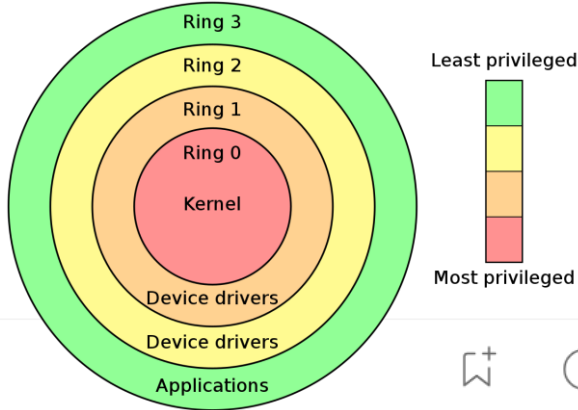 Ring 3
Ring 2
Ring 1
Ring 0
Kernel
Device drivers
Device drivers
Applications
Least privileged
Most privileged